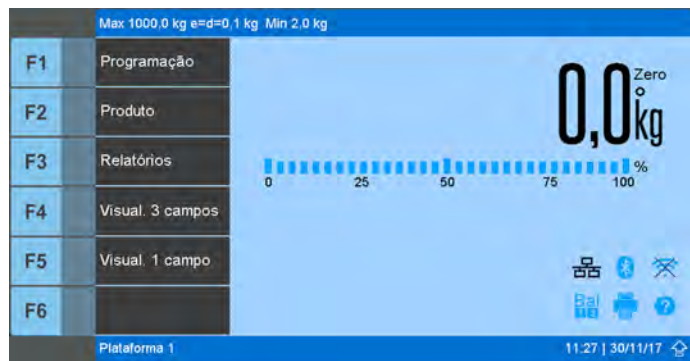 Max 1000,0 kg e=d=0,1 kg Min 2,0 kg
F1 Programação
F2 Produto
F3 Relatórios
F4 Visual. 3 campos
F5 Visual. 1 campo
F6
0,0 kg
Zero
%
0 25 50 75 100
Bal
Plataforma 1
11:27 | 30/11/17